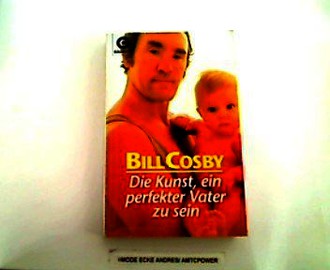 BILL COSBY
Die Kunst, ein
perfekter Vater
zu sein